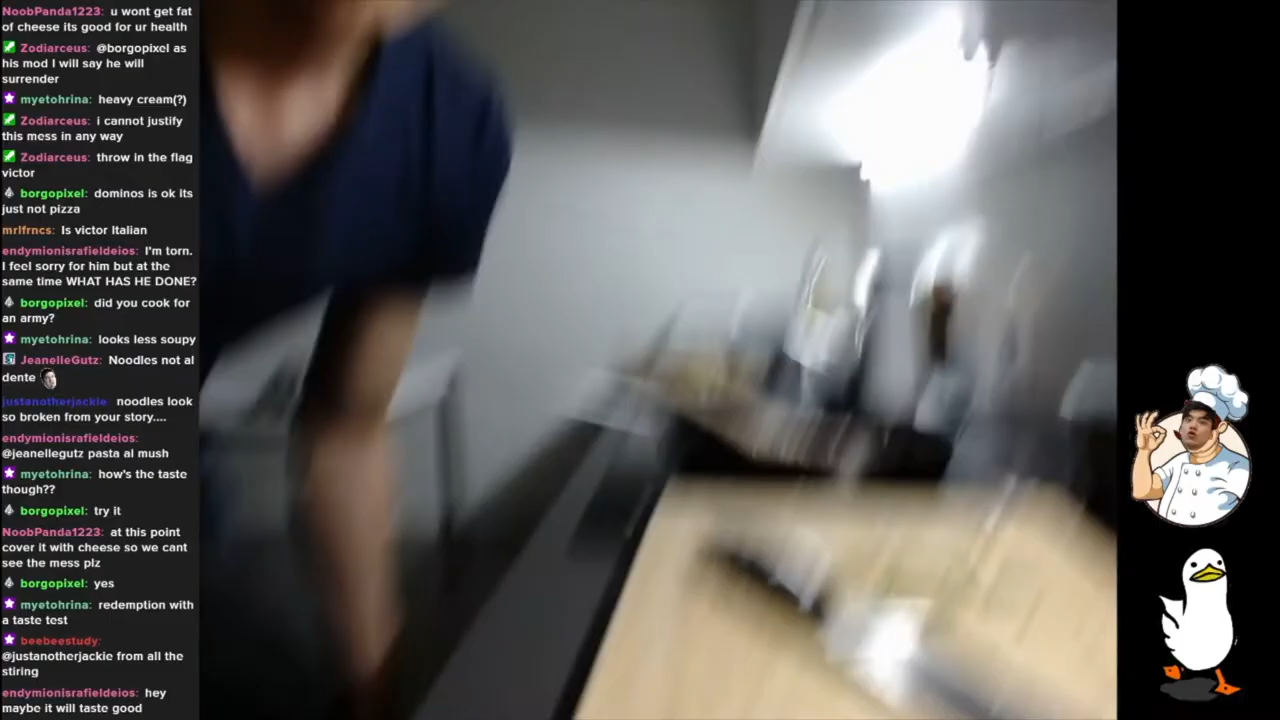 NoobPanda1223: u wont get fat
of cheese its good for ur health
Zodiarceus: @borgopixel as
his mod I will say he will
surrender
myetohrina: heavy cream(?)
Zodiarceus: i cannot justify
this mess in any way
Zodiarceus: throw in the flag
victor
borgopixel: dominos is ok its
just not pizza
mrlfrncs: Is victor Italian
endymionisrafieldeios: I'm torn.
I feel sorry for him but at the
same time WHAT HAS HE DONE?
borgopixel: did you cook for
an army?
myetohrina: looks less soupy
JeanelleGutz: Noodles not al
dente
justanotherjackie: noodles look
so broken from your story....
endymionisrafieldeios:
@jeanellegutz pasta al mush
myetohrina: how's the taste
though??
borgopixel: try it
NoobPanda1223: at this point
cover it with cheese so we cant
see the mess plz
borgopixel: yes
myetohrina: redemption with
a taste test
beebeestudy:
@justanotherjackie from all the
stiring
endymionisrafieldeios: hey
maybe it will taste good